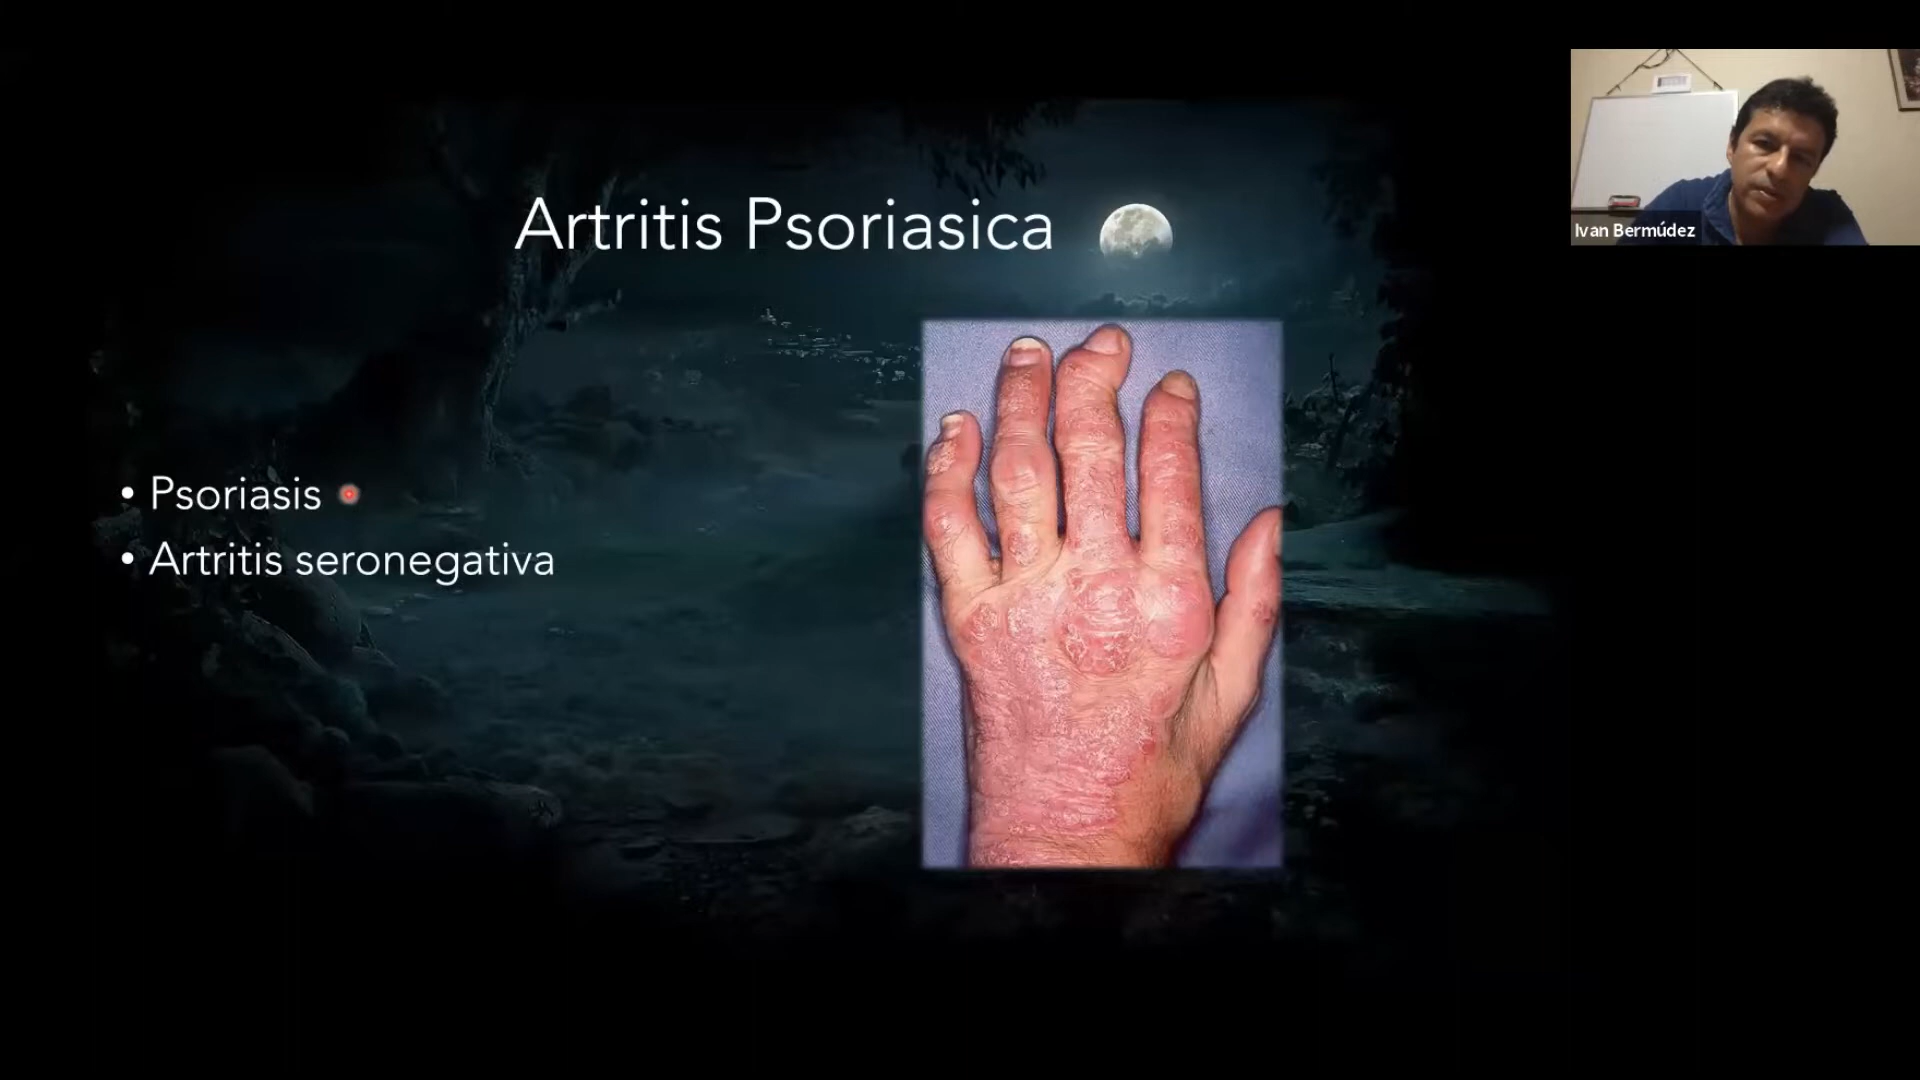 Artritis Psoriasica
• Psoriasis
• Artritis seronegativa
Ivan Bermúdez